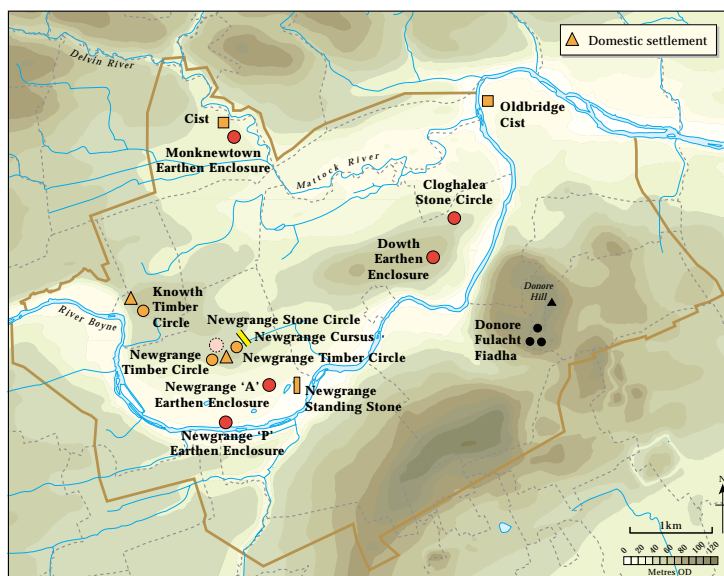 Domestic settlement
Delvin River
Cist
Oldbridge
Cist
Monknewtown
Earthen Enclosure
Mattock River
Cloghalea
Stone Circle
Dowth
Earthen
Enclosure
Donore
Hill
Knowth
Timber
Circle
River Boyne
Newgrange Stone Circle
Newgrange Cursus
Donore
Fulacht
Fiadha
Newgrange
Timber Circle
Newgrange Timber Circle
Newgrange ‘A’
Earthen Enclosure
Newgrange
Standing Stone
Newgrange ‘P’
Earthen Enclosure
N
1km
0 20 40 60 80 100 120
Metres OD